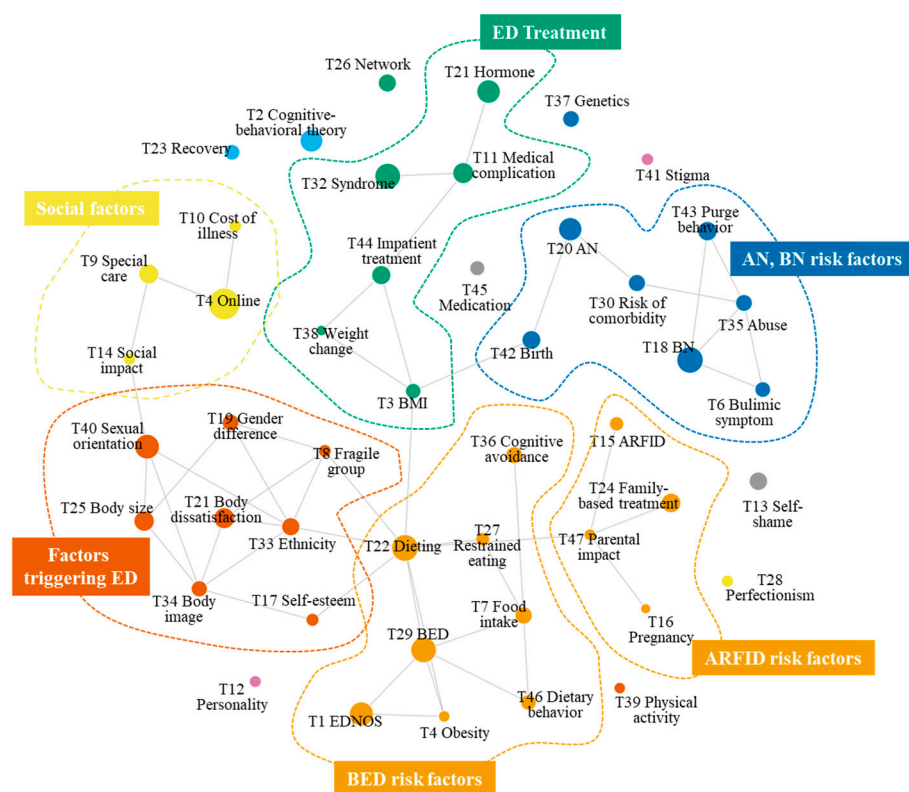 ED Treatment
T26 Network
T21 Hormone
T37 Genetics
T2 Cognitive-
behavioral theory
T23 Recovery
T11 Medical
complication
T32 Syndrome
T41 Stigma
Social factors
T10 Cost of
illness
T43 Purge
behavior
T9 Special
care
T44 Impatient
treatment
T20 AN
AN, BN risk factors
T4 Online
T45
Medication
T30 Risk of
comorbidity
T35 Abuse
T38 Weight
change
T42 Birth
T18 BN
T14 Social
impact
T3 BMI
T6 Bulimic
symptom
T40 Sexual
orientation
T19 Gender
difference
T8 Fragile
group
T36 Cognitive
avoidance
T15 ARFID
T25 Body size
T21 Body
dissatisfaction
T24 Family-
based treatment
T13 Self-
shame
T33 Ethnicity
T22 Dieting
T27
Restrained
eating
T47 Parental
impact
Factors
triggering ED
T34 Body
image
T17 Self-esteem
T28
Perfectionism
T7 Food
intake
T16
Pregnancy
T29 BED
ARFID risk factors
T12
Personality
T46 Dietary
behavior
T39 Physical
activity
T1 EDNOS
T4 Obesity
BED risk factors